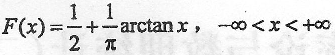 F(x) = 1/2 + 1/π arctan x , -∞ < x < +∞